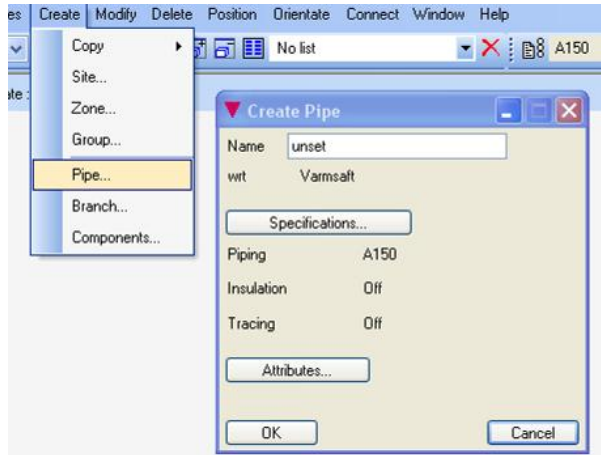 es Create Modify Delete Position Orientate Connect Window Help
No list A150
ate :
Copy
Site...
Zone...
Group...
Pipe...
Branch...
Components...
Create Pipe
Name unset
wrt Varmsaft
Specifications...
Piping A150
Insulation Off
Tracing Off
Attributes...
OK Cancel